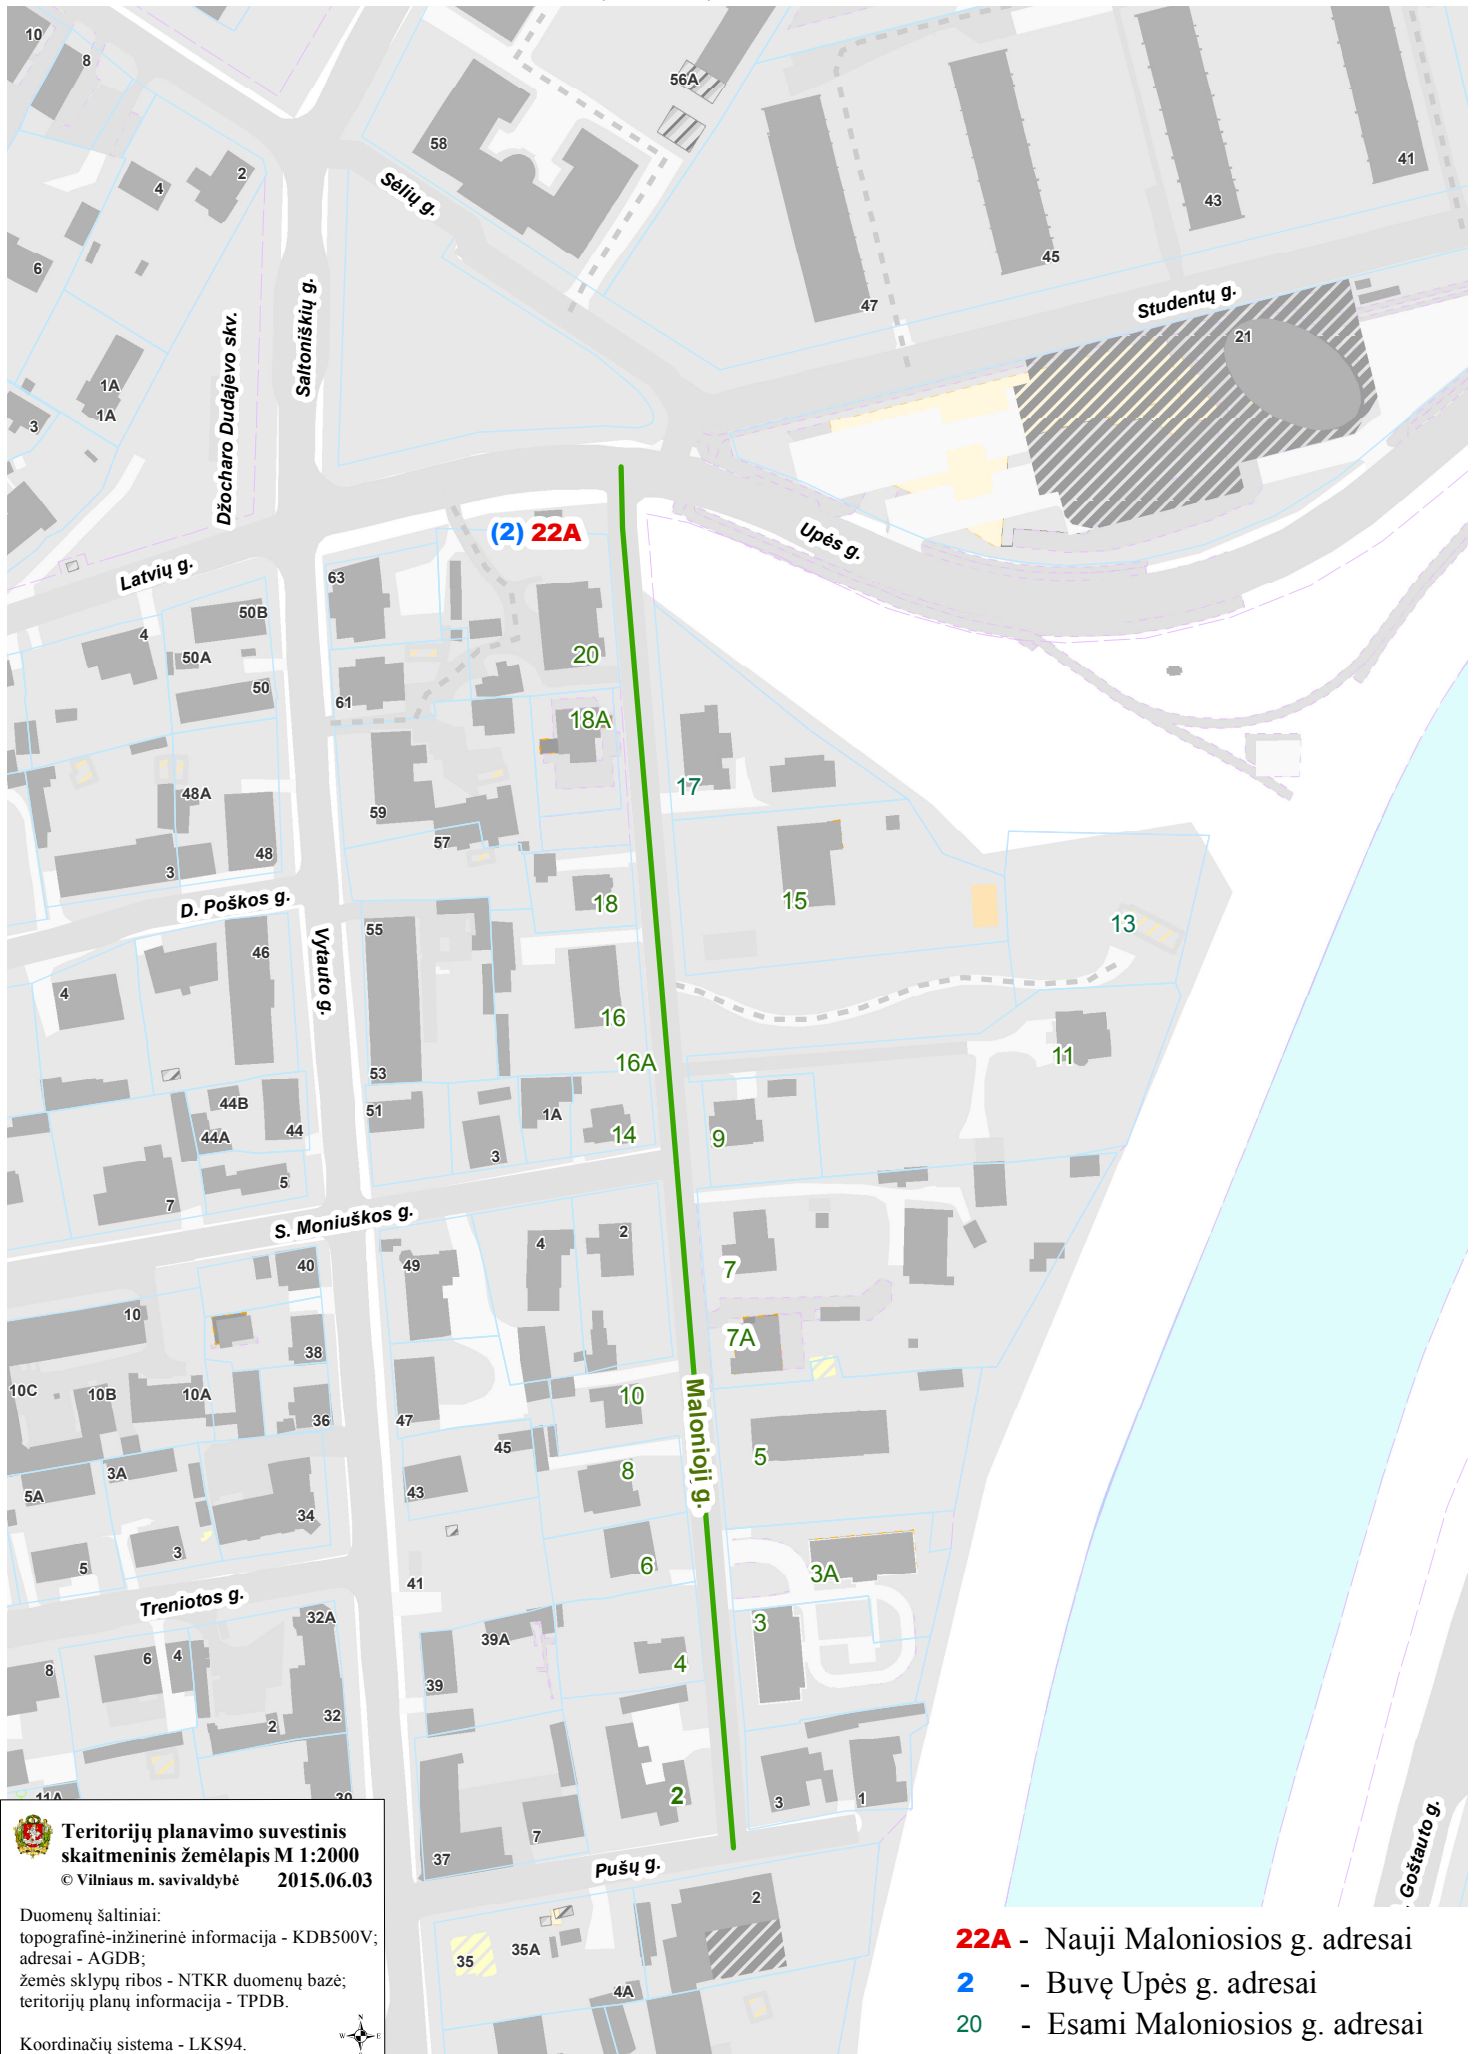 10
8
56A
58
41
4
2
Sėlių g.
43
6
45
Saltoniškių g.
47
Studentų g.
21
Džocharo Dudajevo skv.
1A
1A
3
(2) 22A
Upės g.
Latvių g.
63
50B
4
50A
20
50
61
18A
17
48A
59
57
48
3
D. Poškos g.
18
15
13
55
46
Vytauto g.
4
16
11
16A
53
44B
51
1A
44A
44
14
9
3
5
7
S. Moniuškos g.
2
4
49
40
7
10
7A
38
10C
10B
10A
10
36
47
Malonioji g.
45
5
3A
8
5A
43
34
3
5
6
3A
41
Treniotos g.
32A
3
39A
6
4
8
4
39
32
2
2
11A
30
3
1
7
37
Pušų g.
2
35A
35
4A
Goštauto g.
Teritorijų planavimo suvestinis
skaitmeninis žemėlapis M 1:2000
© Vilniaus m. savivaldybė 2015.06.03
Duomenų šaltiniai:
topografinė-inžinerinė informacija - KDB500V;
adresai - AGDB;
žemės sklypų ribos - NTKR duomenų bazė;
teritorijų planų informacija - TPDB.
Koordinačių sistema - LKS94.
N
W E
22A - Nauji Maloniosios g. adresai
2 - Buvę Upės g. adresai
20 - Esami Maloniosios g. adresai